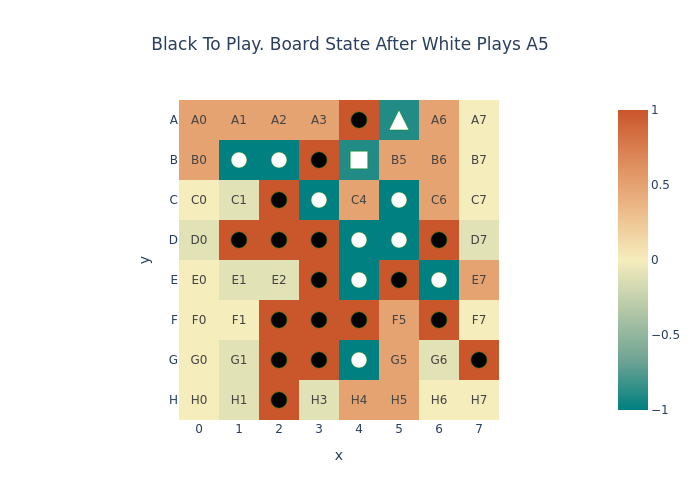 Black To Play. Board State After White Plays A5
A A0 A1 A2 A3 A6 A7
B B0 B5 B6 B7
C C0 C1 C4 C6 C7
D D0 D7
E E0 E1 E2 E7
F F0 F1 F5 F7
G G0 G1 G5 G6
H H0 H1 H3 H4 H5 H6 H7
0 1 2 3 4 5 6 7
x
y
1
0.5
0
−0.5
−1